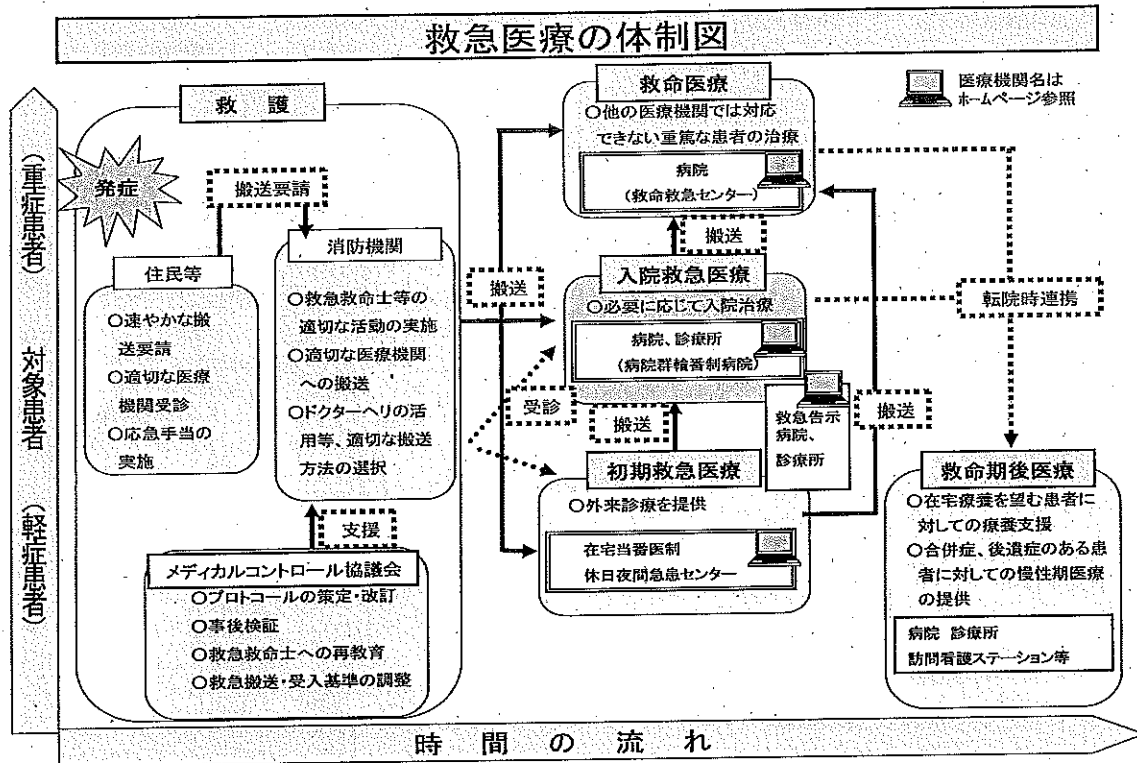 救急医療の体制図
医療機関名は
ホームページ参照
(重症患者)
対象患者
(軽症患者)
救護
発症
搬送要請
住民等
○速やかな搬
送要請
○適切な医療
機関受診
○応急手当の
実施
消防機関
○救急救命士等の
適切な活動の実施
○適切な医療機関
への搬送
○ドクターヘリの活
用等、適切な搬送
方法の選択
支援
メディカルコントロール協議会
○プロトコールの策定・改訂
○事後検証
○救急救命士への再教育
○救急搬送・受入基準の調整
搬送
受診
救命医療
○他の医療機関では対応
できない重篤な患者の治療
病院
(救命救急センター)
搬送
入院救急医療
○必要に応じて入院治療
病院、診療所
(病院群輪番制病院)
搬送
救急告示
病院、
診療所
初期救急医療
○外来診療を提供
在宅当番医制
休日夜間急患センター
搬送
転院時連携
救命期後医療
○在宅療養を望む患者に
対しての療養支援
○合併症、後遺症のある患
者に対しての慢性期医療
の提供
病院 診療所
訪問看護ステーション等
時間の流れ